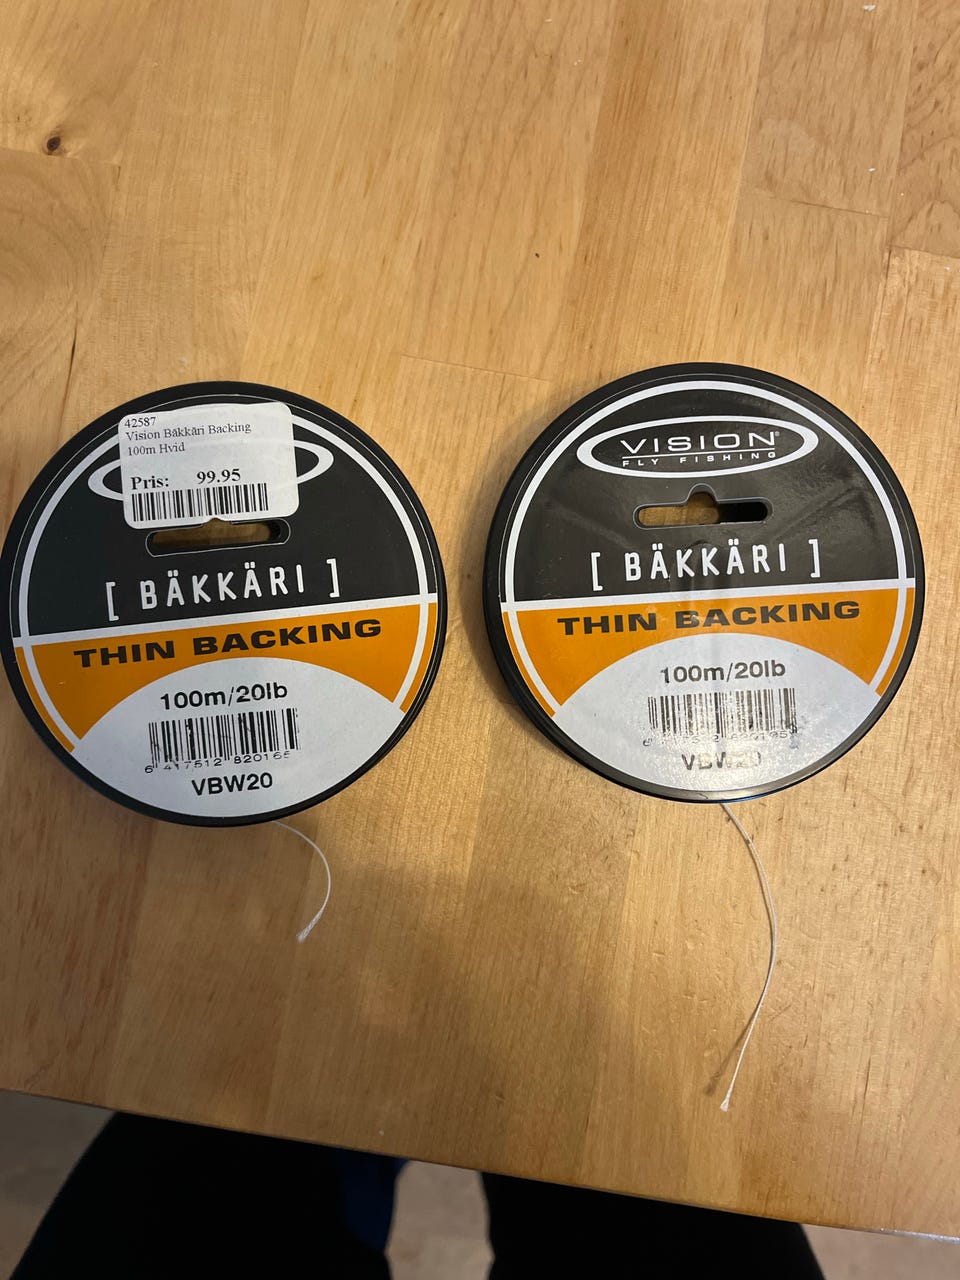 42587
Vision Bäkkäri Backing
100m Hvid
Pris: 99.95
[ BÄKKÄRI ]
THIN BACKING
100m/20lb
6 417512 82016
VBW20
VISION®
FLY FISHING
[ BÄKKÄRI ]
THIN BACKING
100m/20lb
VBW20